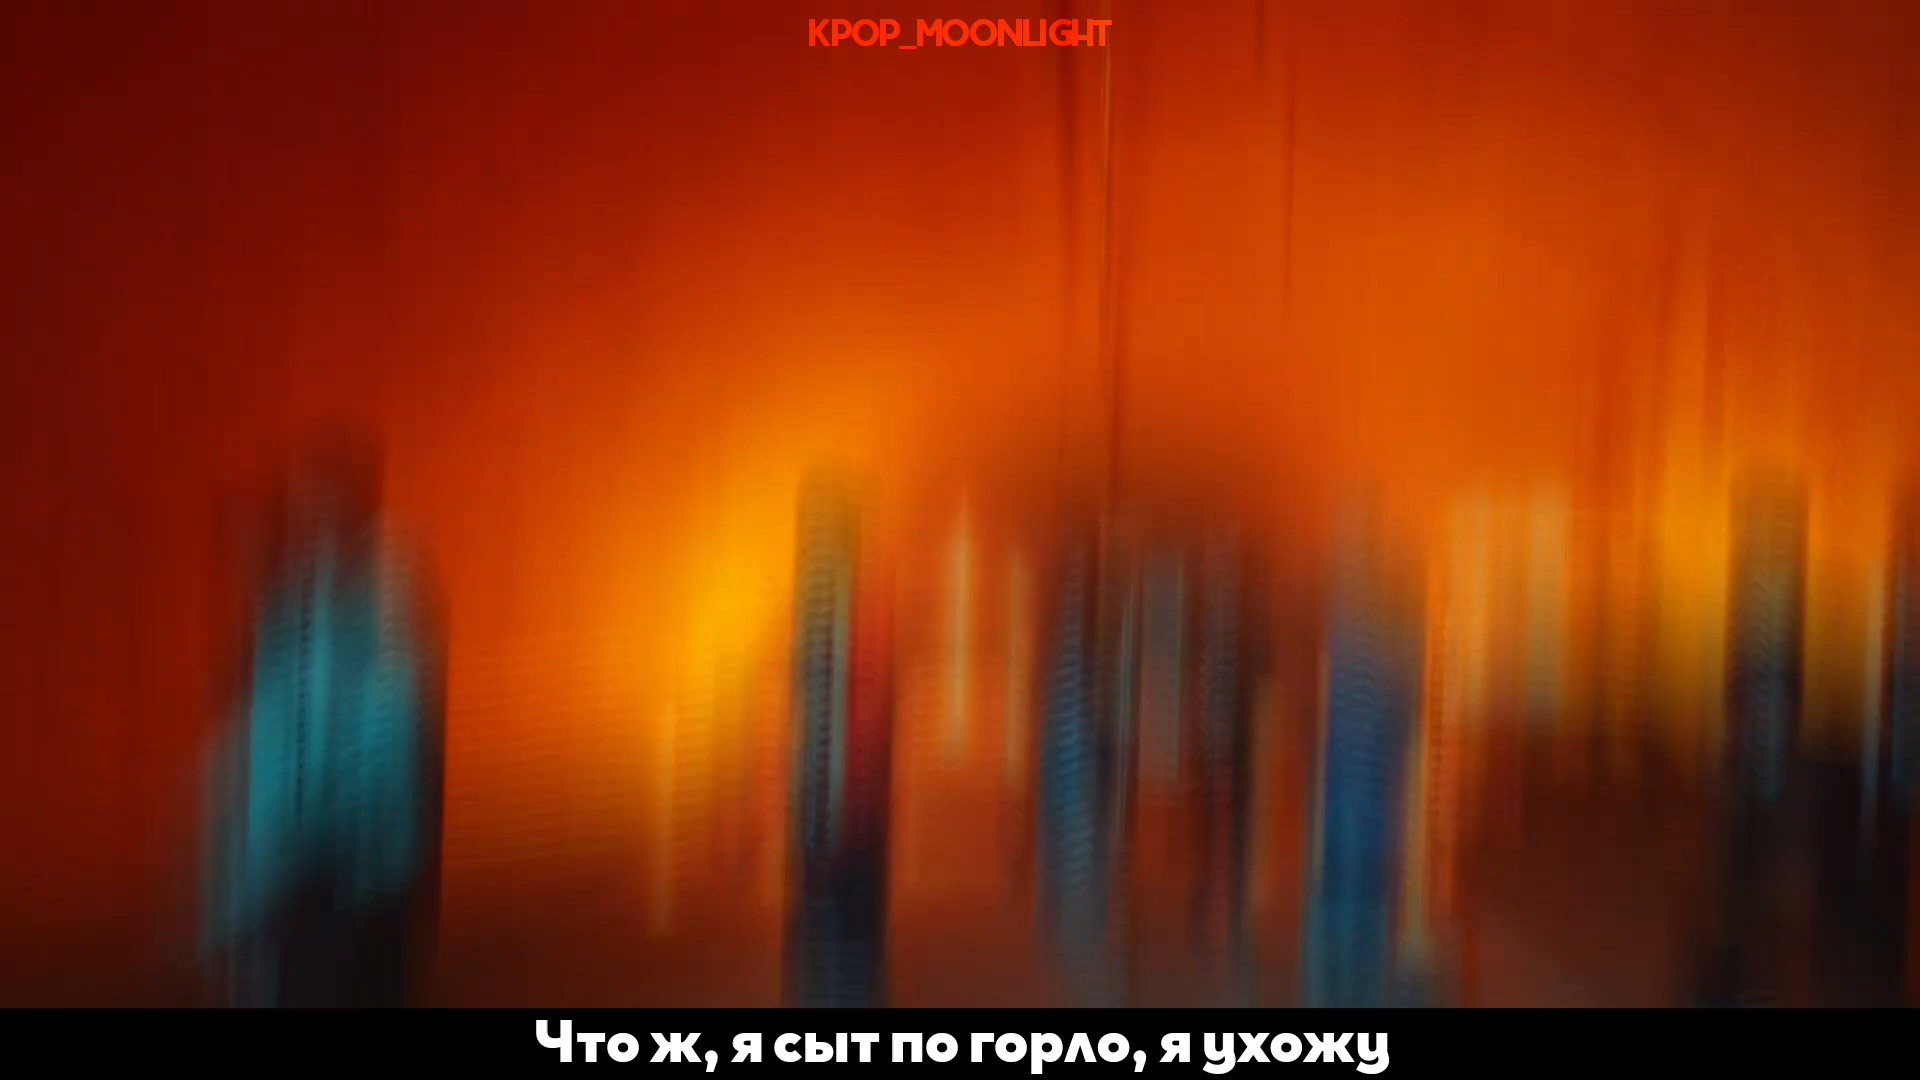 KPOP_MOONLIGHT
Что ж, я сыт по горло, я ухожу